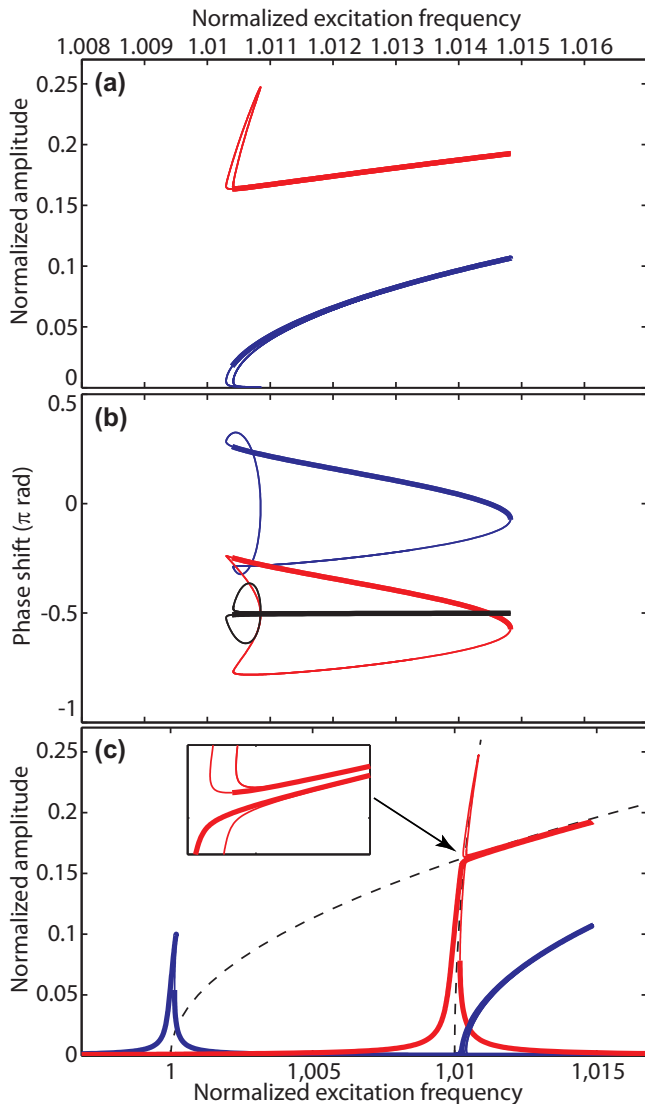 Normalized excitation frequency
1.008 1.009 1.01 1.011 1.012 1.013 1.014 1.015 1.016
(a)
Normalized amplitude
0.25
0.2
0.15
0.1
0.05
0
(b)
Phase shift (π rad)
0.5
0
-0.5
-1
(c)
Normalized amplitude
0.25
0.2
0.15
0.1
0.05
0
1 1,005 1,01 1,015
Normalized excitation frequency